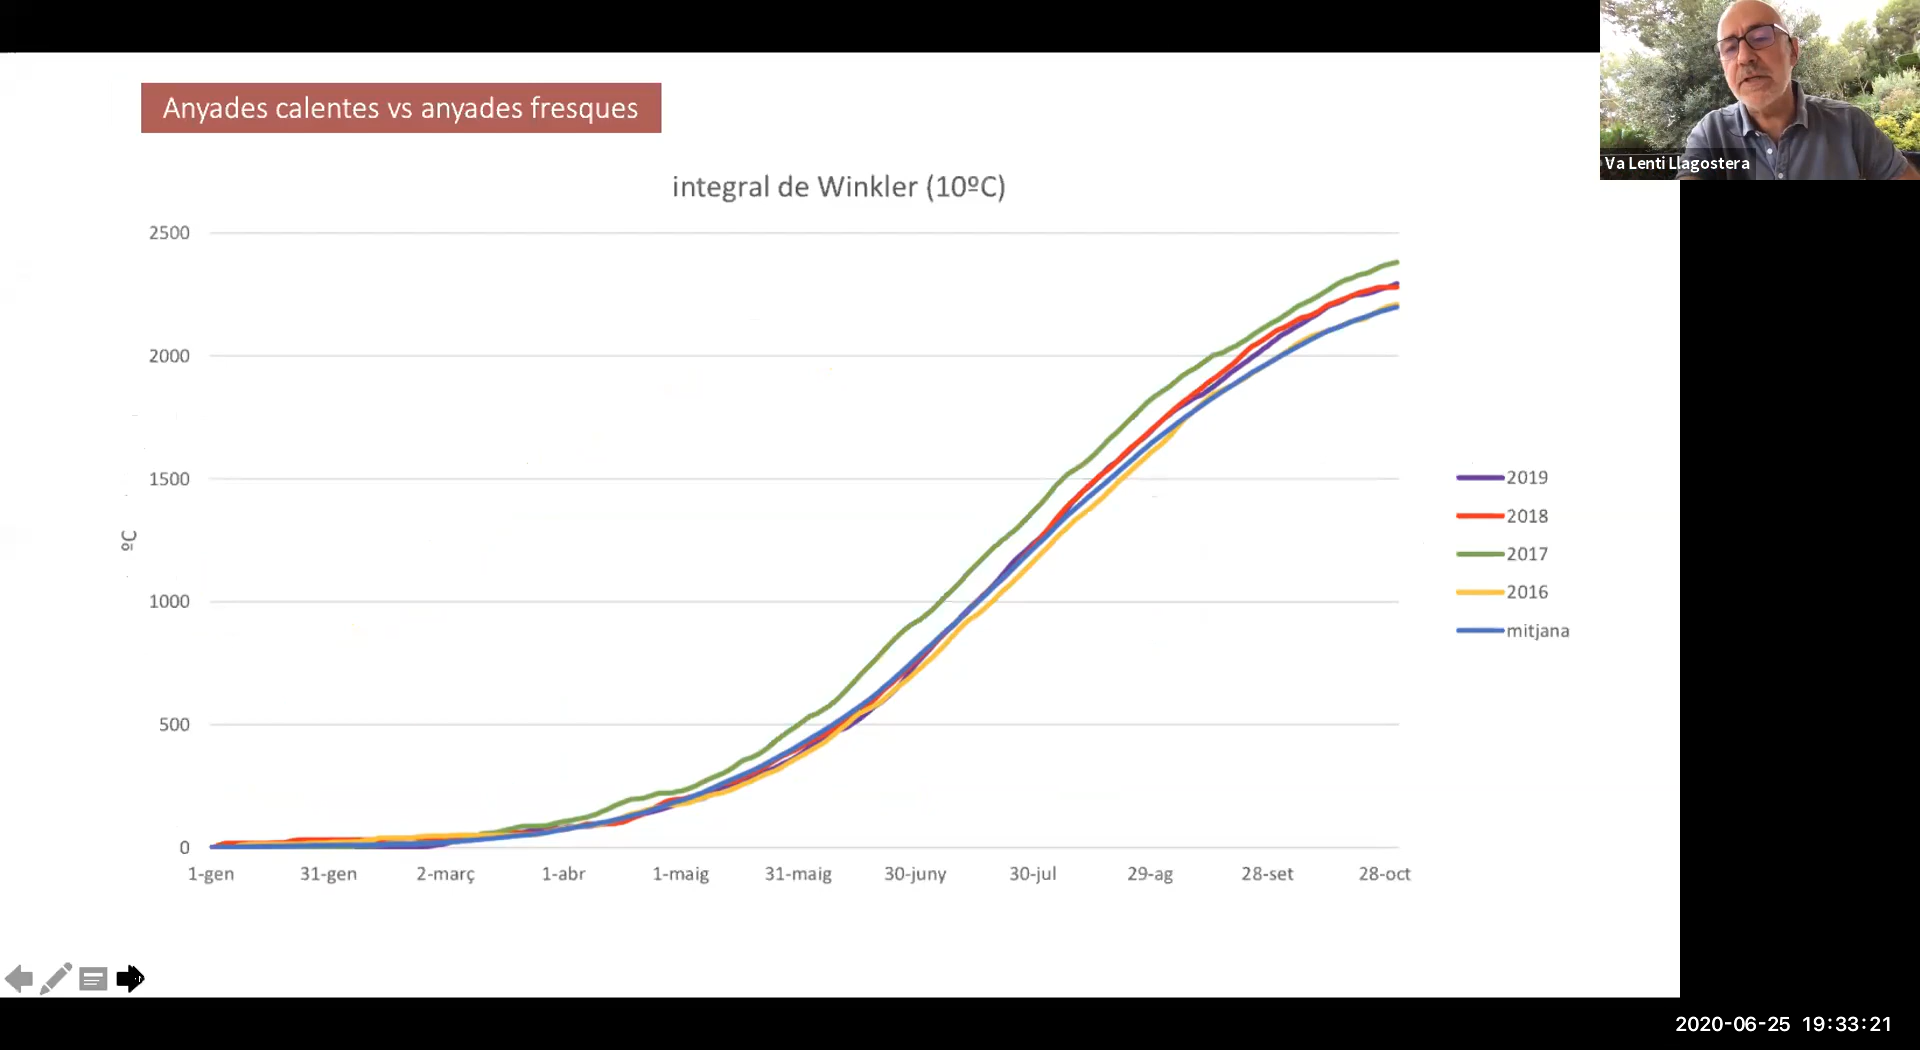 Anyades calentes vs anyades fresques
Va Lenti Llagostera
integral de Winkler (10ºC)
2500
2000
1500
1000
500
0
ºC
1-gen
31-gen
2-març
1-abr
1-maig
31-maig
30-juny
30-jul
29-ag
28-set
28-oct
2019
2018
2017
2016
mitjana
2020-06-25 19:33:21